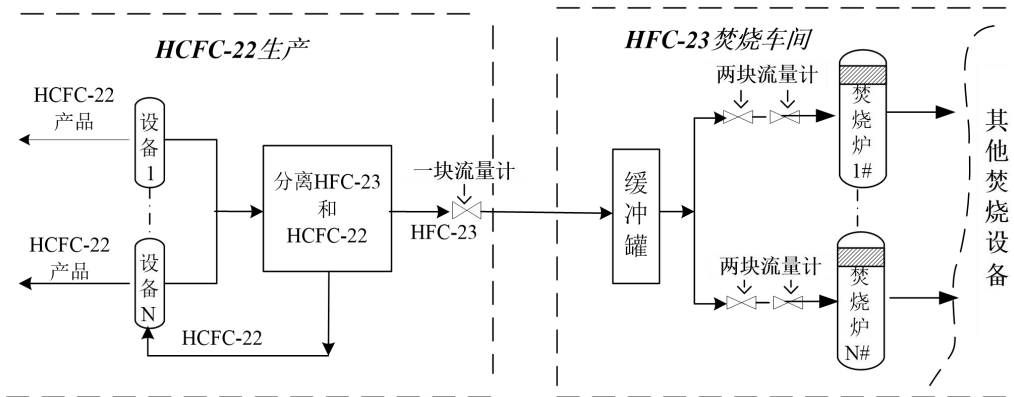 HCFC-22生产
HCFC-22
产品
设备1
HCFC-22
产品
设备N
分离HFC-23
和
HCFC-22
HCFC-22
一块流量计
HFC-23
HFC-23焚烧车间
缓冲罐
两块流量计
焚烧炉1#
两块流量计
焚烧炉N#
其他焚烧设备